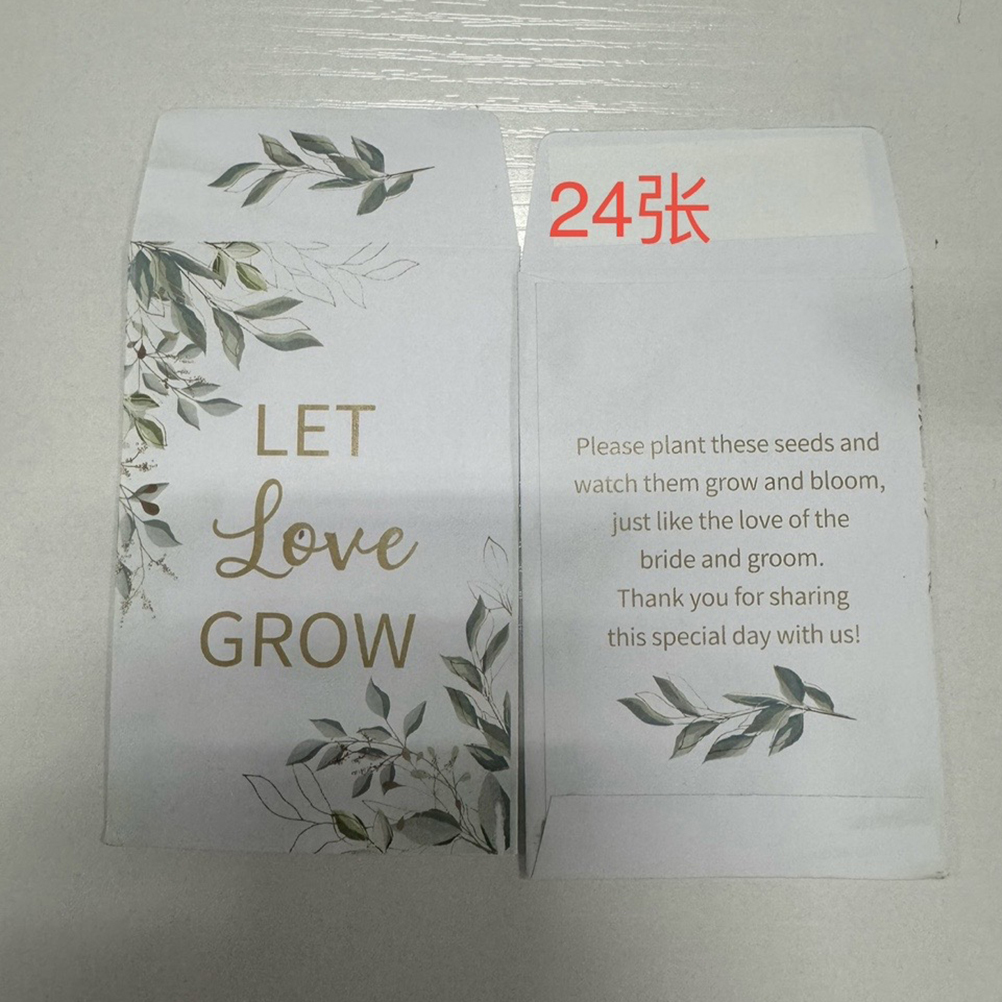 24张
LET
Love
GROW
Please plant these seeds and
watch them grow and bloom,
just like the love of the
bride and groom.
Thank you for sharing
this special day with us!